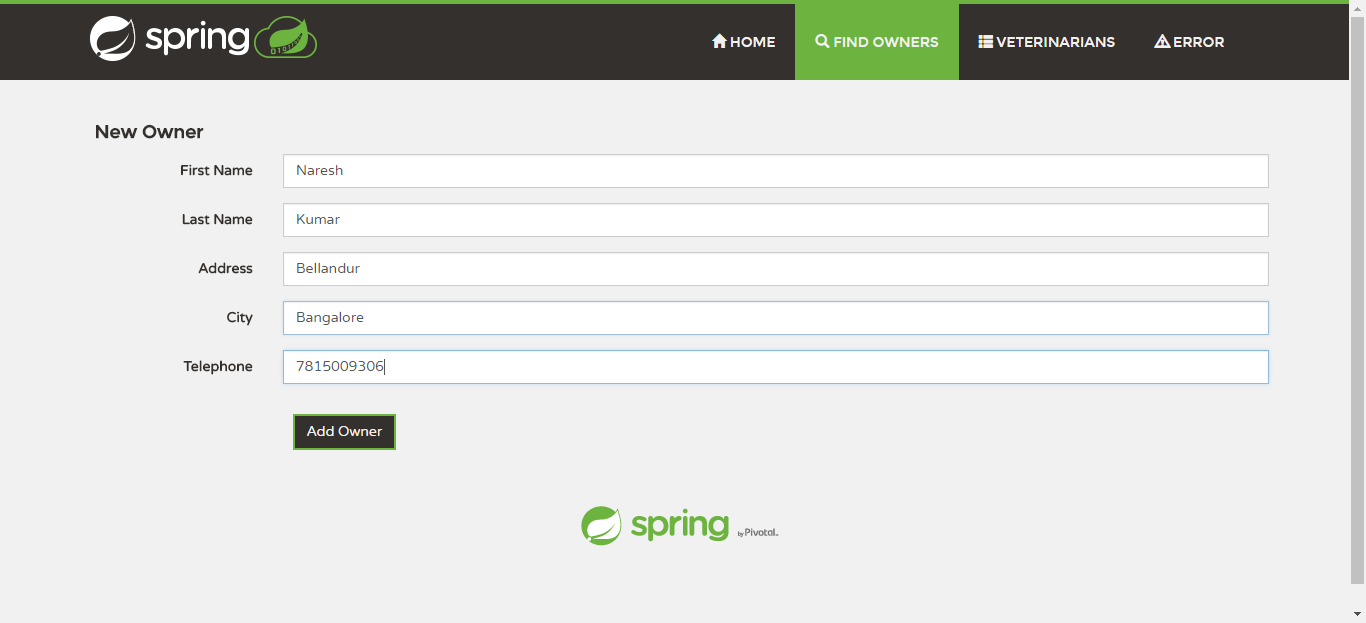 spring
HOME
FIND OWNERS
VETERINARIANS
ERROR
New Owner
First Name Naresh
Last Name Kumar
Address Bellandur
City Bangalore
Telephone 7815009306
Add Owner
spring by Pivotal.